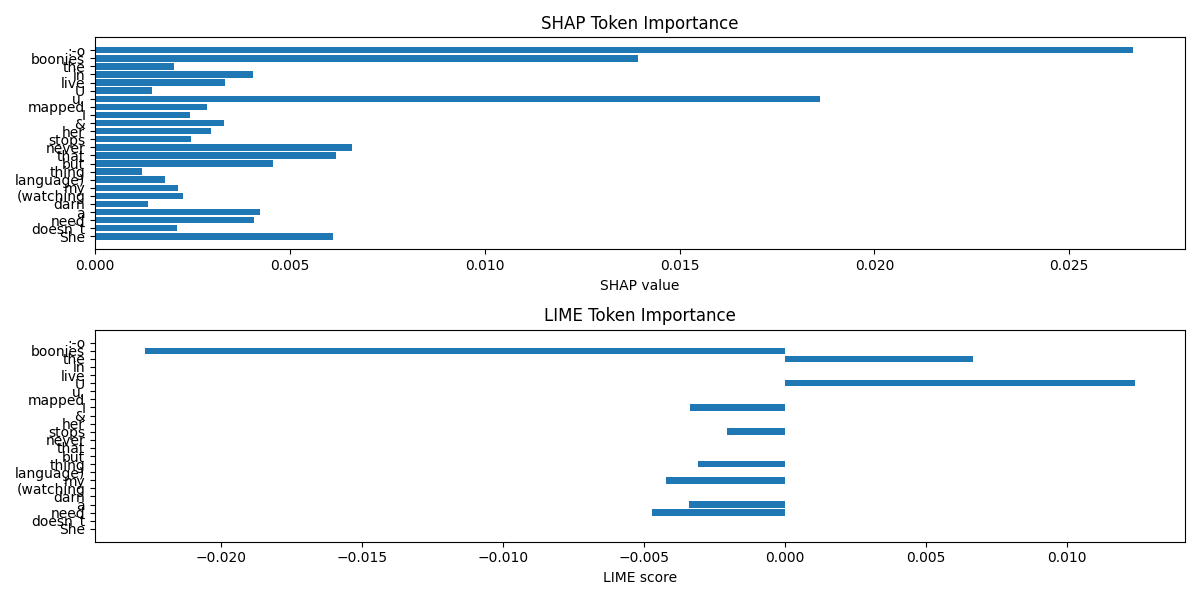 SHAP Token Importance
:-o
boonies
the
in
live
U
u,
mapped
I
&
her
stops
never
that
but
thing
language)
my
(watching
darn
a
need
doesn't
She
0.000 0.005 0.010 0.015 0.020 0.025
SHAP value
LIME Token Importance
:-o
boonies
the
in
live
U
u,
mapped
I
&
her
stops
never
that
but
thing
language)
my
(watching
darn
a
need
doesn't
She
−0.020 −0.015 −0.010 −0.005 0.000 0.005 0.010
LIME score